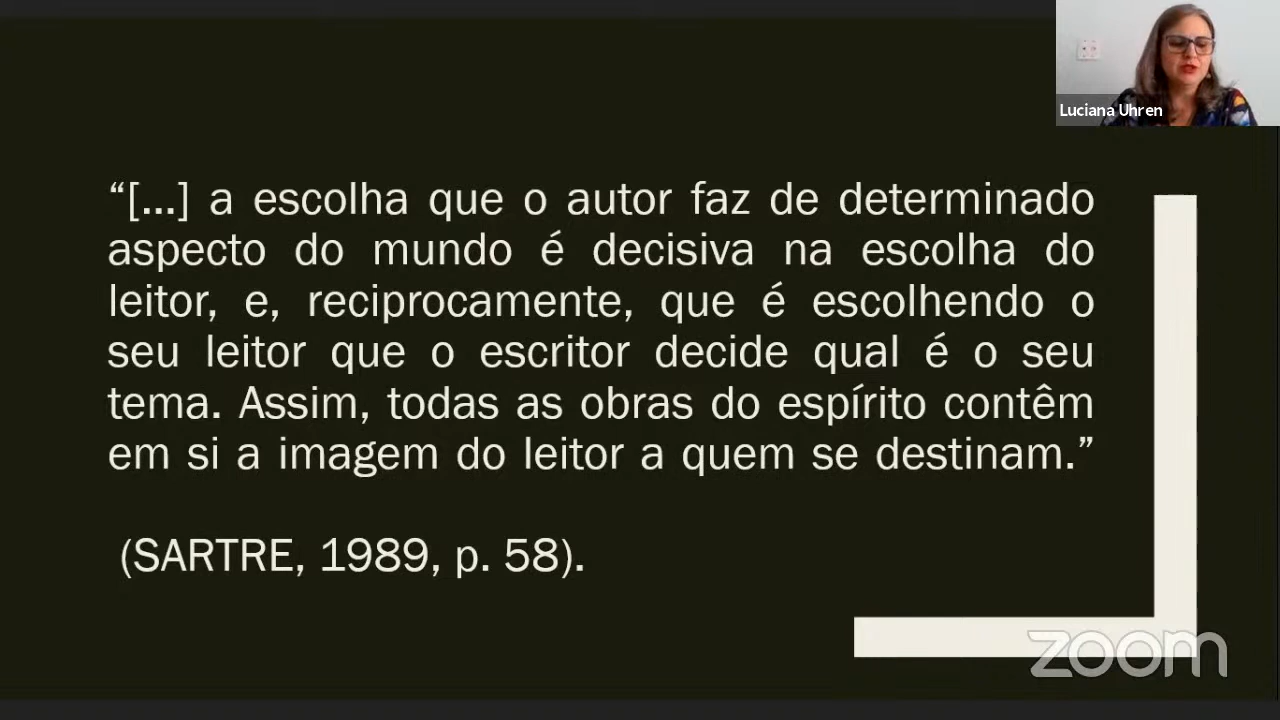 Luciana Uhren
“[...] a escolha que o autor faz de determinado
aspecto do mundo é decisiva na escolha do
leitor, e, reciprocamente, que é escolhendo o
seu leitor que o escritor decide qual é o seu
tema. Assim, todas as obras do espírito contêm
em si a imagem do leitor a quem se destinam.”
(SARTRE, 1989, p. 58).
zoom